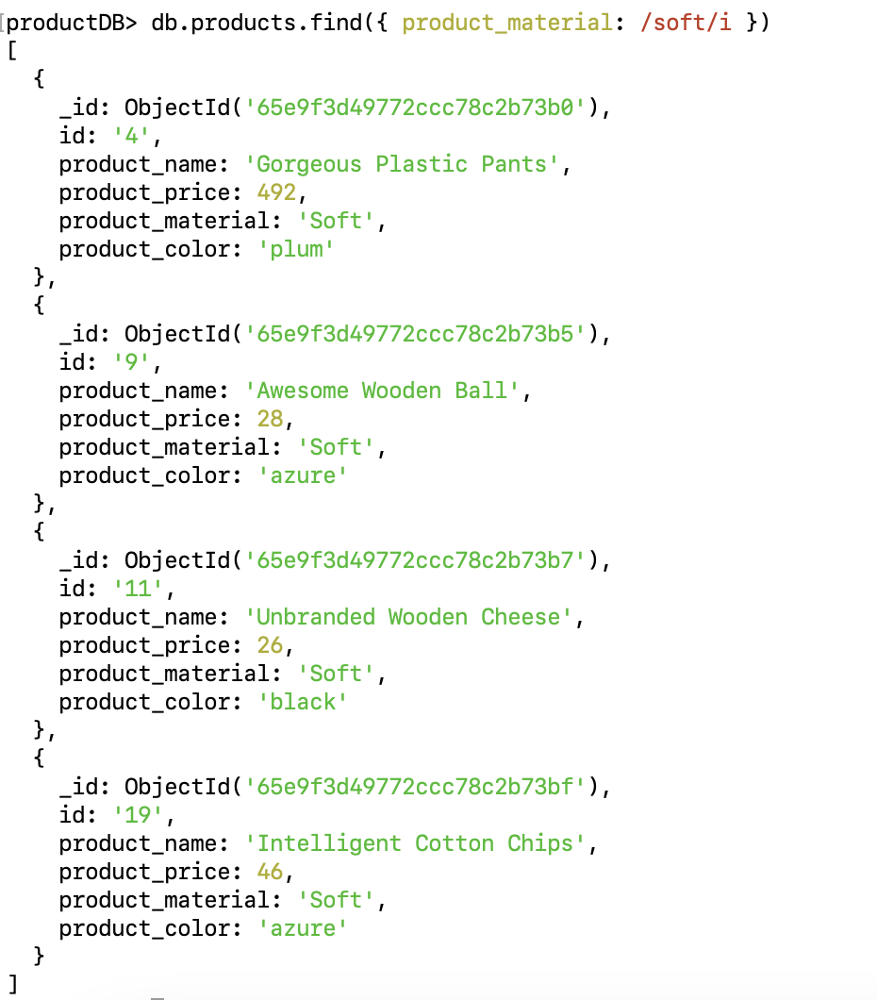 productDB> db.products.find({ product_material: /soft/i })
[
  {
    _id: ObjectId('65e9f3d49772ccc78c2b73b0'),
    id: '4',
    product_name: 'Gorgeous Plastic Pants',
    product_price: 492,
    product_material: 'Soft',
    product_color: 'plum'
  },
  {
    _id: ObjectId('65e9f3d49772ccc78c2b73b5'),
    id: '9',
    product_name: 'Awesome Wooden Ball',
    product_price: 28,
    product_material: 'Soft',
    product_color: 'azure'
  },
  {
    _id: ObjectId('65e9f3d49772ccc78c2b73b7'),
    id: '11',
    product_name: 'Unbranded Wooden Cheese',
    product_price: 26,
    product_material: 'Soft',
    product_color: 'black'
  },
  {
    _id: ObjectId('65e9f3d49772ccc78c2b73bf'),
    id: '19',
    product_name: 'Intelligent Cotton Chips',
    product_price: 46,
    product_material: 'Soft',
    product_color: 'azure'
  }
]